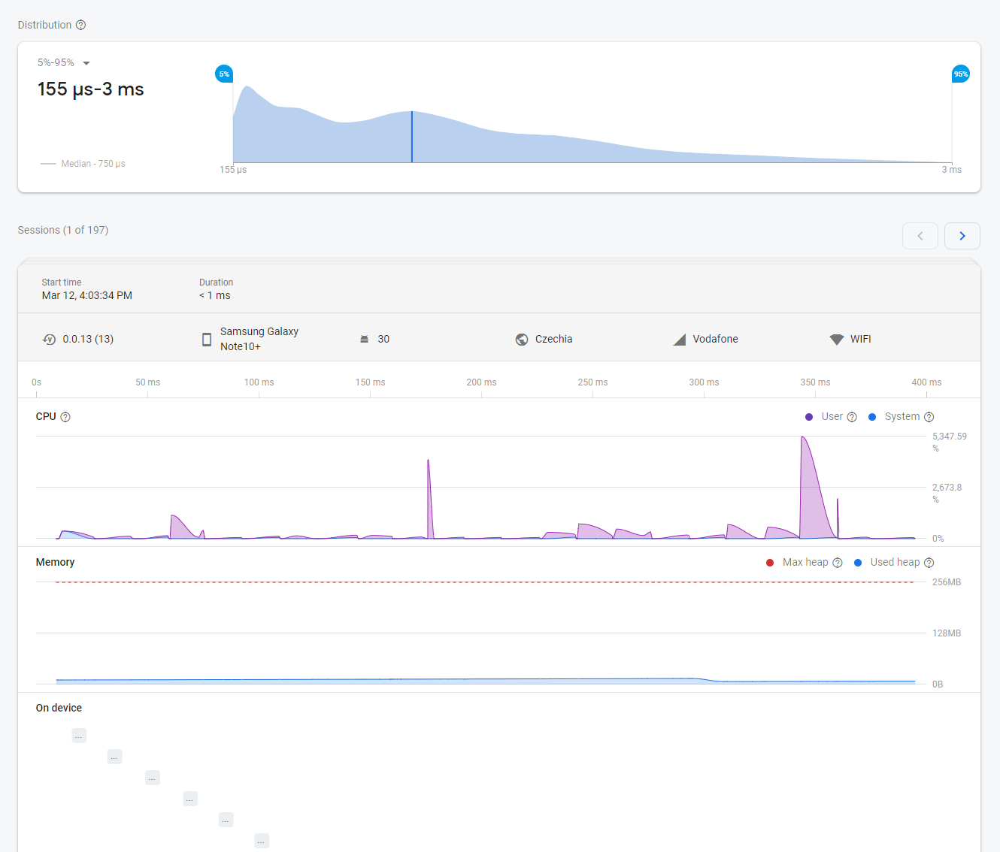 Distribution
5%-95%
155 µs-3 ms
5%
95%
Median - 750 µs
155 µs
3 ms
Sessions (1 of 197)
Start time
Mar 12, 4:03:34 PM
Duration
< 1 ms
0.0.13 (13)
Samsung Galaxy
Note10+
30
Czechia
Vodafone
WIFI
0s 50 ms 100 ms 150 ms 200 ms 250 ms 300 ms 350 ms 400 ms
CPU
User
System
5,347.59
%
2,673.8
%
0%
Memory
Max heap
Used heap
256MB
128MB
0B
On device
...
...
...
...
...
...